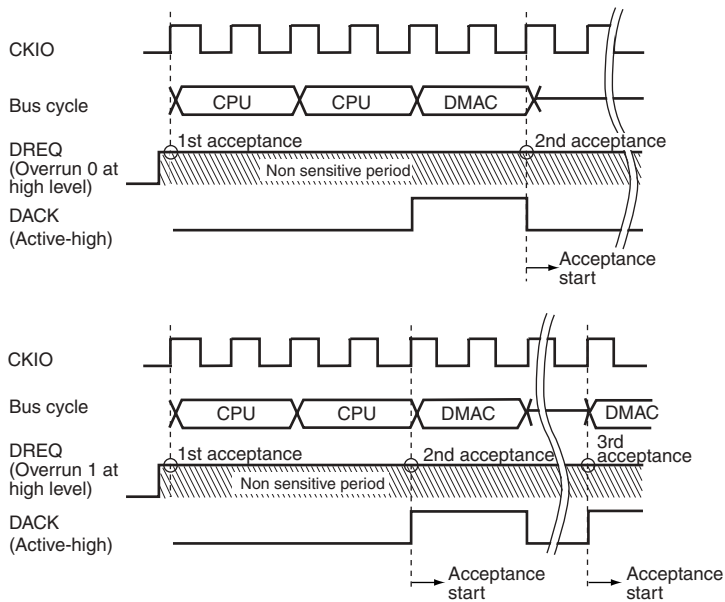 CKIO
Bus cycle
CPU
CPU
DMAC
DREQ
(Overrun 0 at
high level)
1st acceptance
2nd acceptance
Non sensitive period
DACK
(Active-high)
Acceptance
start
CKIO
Bus cycle
CPU
CPU
DMAC
DMAC
DREQ
(Overrun 1 at
high level)
1st acceptance
2nd acceptance
3rd
acceptance
Non sensitive period
DACK
(Active-high)
Acceptance
start
Acceptance
start